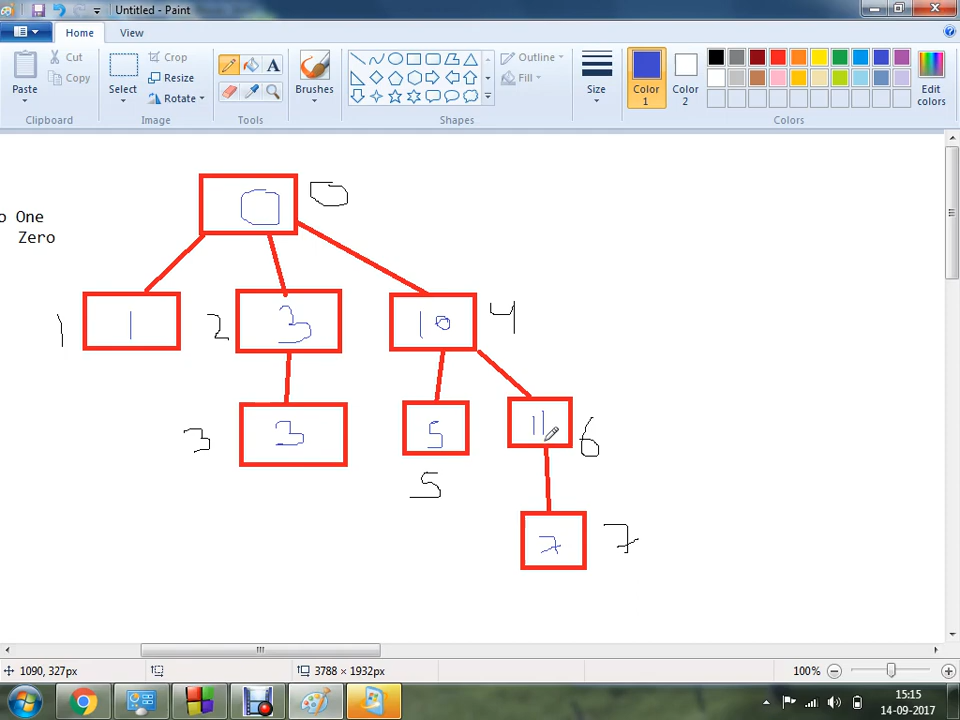 Untitled - Paint
Home
View
Paste
Cut
Copy
Clipboard
Select
Crop
Resize
Rotate
Image
A
Tools
Brushes
Shapes
Outline
Fill
Size
Color 1
Color 2
Edit colors
Colors
o One
Zero
0 0
1 1
2 3
10 4
3 3
5
11 6
5
7 7
1090, 327px
3788 × 1932px
100%
15:15
14-09-2017